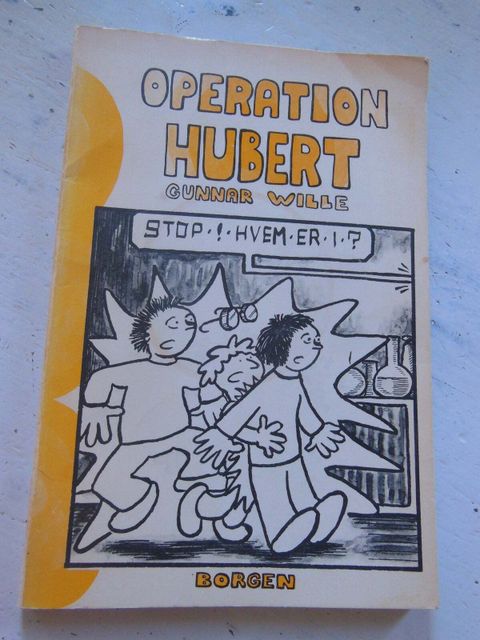 OPERATION
HUBERT
GUNNAR WILLE
STOP·!·HVEM·ER·I·?
BORGEN